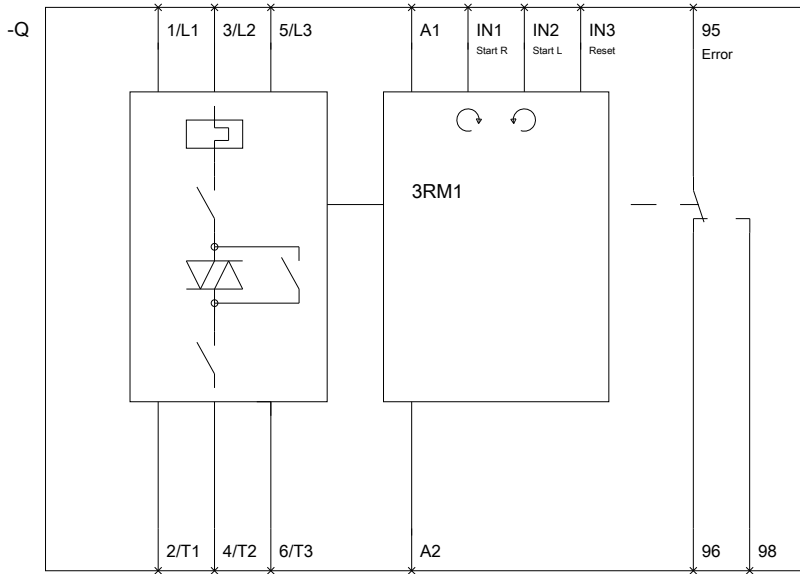 -Q
1/L1 3/L2 5/L3 A1 IN1 IN2 IN3 95
Start R Start L Reset Error
3RM1
2/T1 4/T2 6/T3 A2 96 98